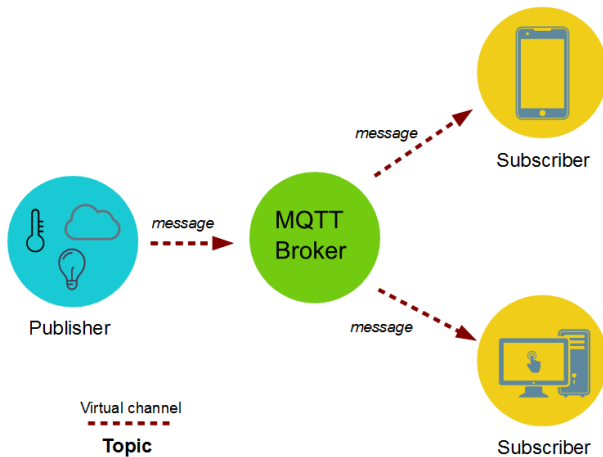 message
Subscriber
message
MQTT
Broker
Publisher
message
Virtual channel
Topic
Subscriber